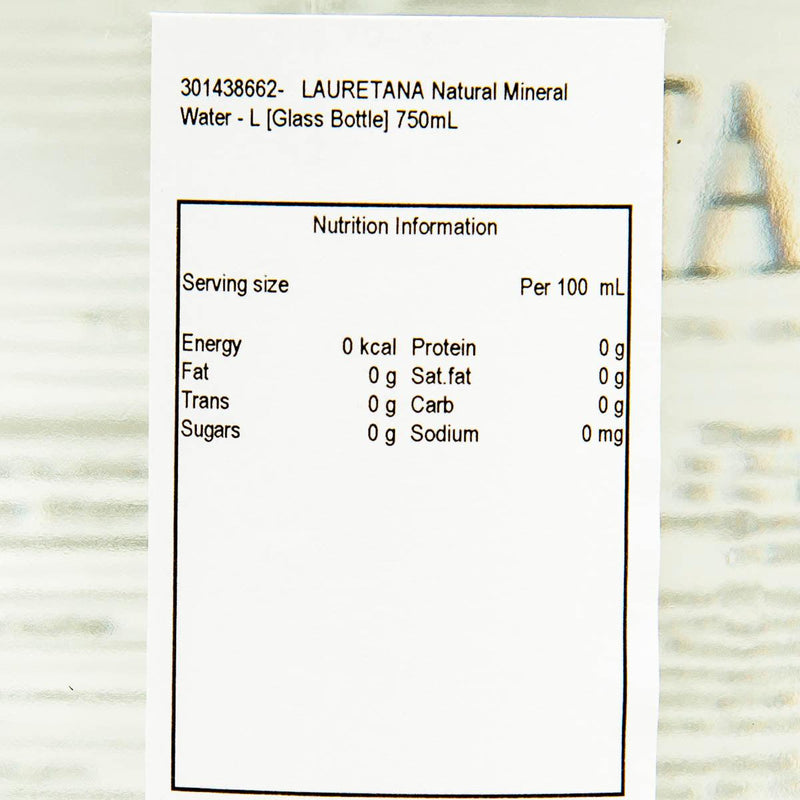 301438662- LAURETANA Natural Mineral
Water - L [Glass Bottle] 750mL
Nutrition Information
Serving size Per 100 mL
Energy 0 kcal Protein 0 g
Fat 0 g Sat.fat 0 g
Trans 0 g Carb 0 g
Sugars 0 g Sodium 0 mg
TA